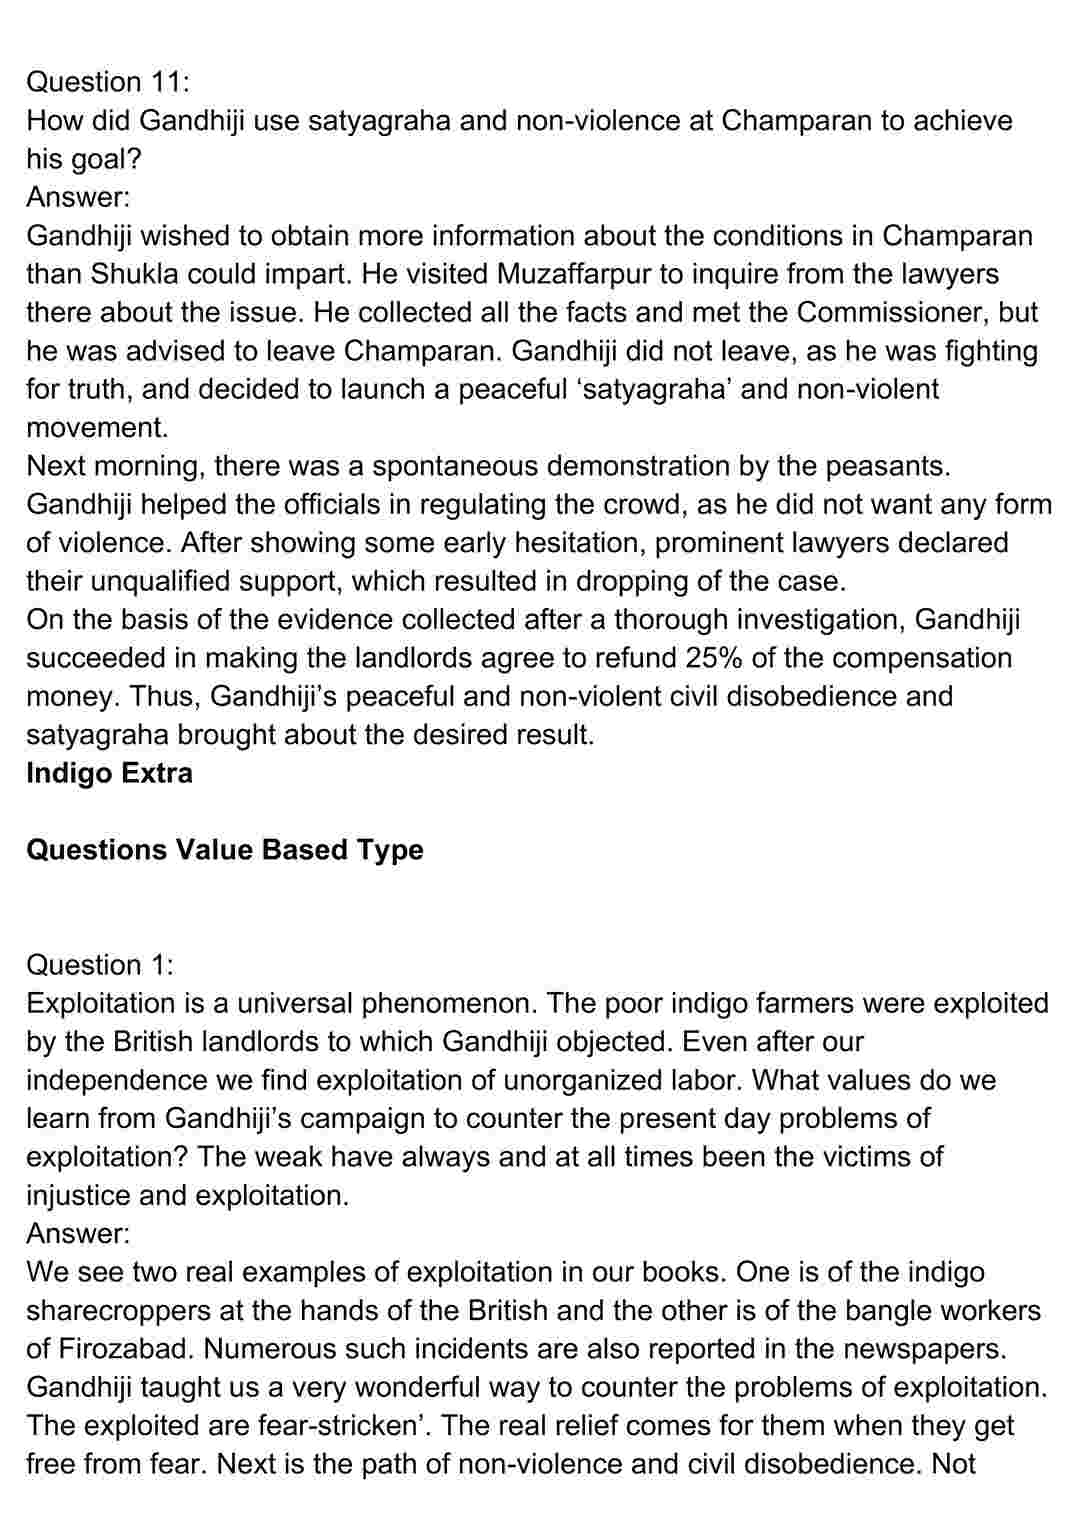 Question 11:
How did Gandhiji use satyagraha and non-violence at Champaran to achieve
his goal?
Answer:
Gandhiji wished to obtain more information about the conditions in Champaran
than Shukla could impart. He visited Muzaffarpur to inquire from the lawyers
there about the issue. He collected all the facts and met the Commissioner, but
he was advised to leave Champaran. Gandhiji did not leave, as he was fighting
for truth, and decided to launch a peaceful ‘satyagraha’ and non-violent
movement.
Next morning, there was a spontaneous demonstration by the peasants.
Gandhiji helped the officials in regulating the crowd, as he did not want any form
of violence. After showing some early hesitation, prominent lawyers declared
their unqualified support, which resulted in dropping of the case.
On the basis of the evidence collected after a thorough investigation, Gandhiji
succeeded in making the landlords agree to refund 25% of the compensation
money. Thus, Gandhiji’s peaceful and non-violent civil disobedience and
satyagraha brought about the desired result.
Indigo Extra
Questions Value Based Type
Question 1:
Exploitation is a universal phenomenon. The poor indigo farmers were exploited
by the British landlords to which Gandhiji objected. Even after our
independence we find exploitation of unorganized labor. What values do we
learn from Gandhiji’s campaign to counter the present day problems of
exploitation? The weak have always and at all times been the victims of
injustice and exploitation.
Answer:
We see two real examples of exploitation in our books. One is of the indigo
sharecroppers at the hands of the British and the other is of the bangle workers
of Firozabad. Numerous such incidents are also reported in the newspapers.
Gandhiji taught us a very wonderful way to counter the problems of exploitation.
The exploited are fear-stricken’. The real relief comes for them when they get
free from fear. Next is the path of non-violence and civil disobedience. Not